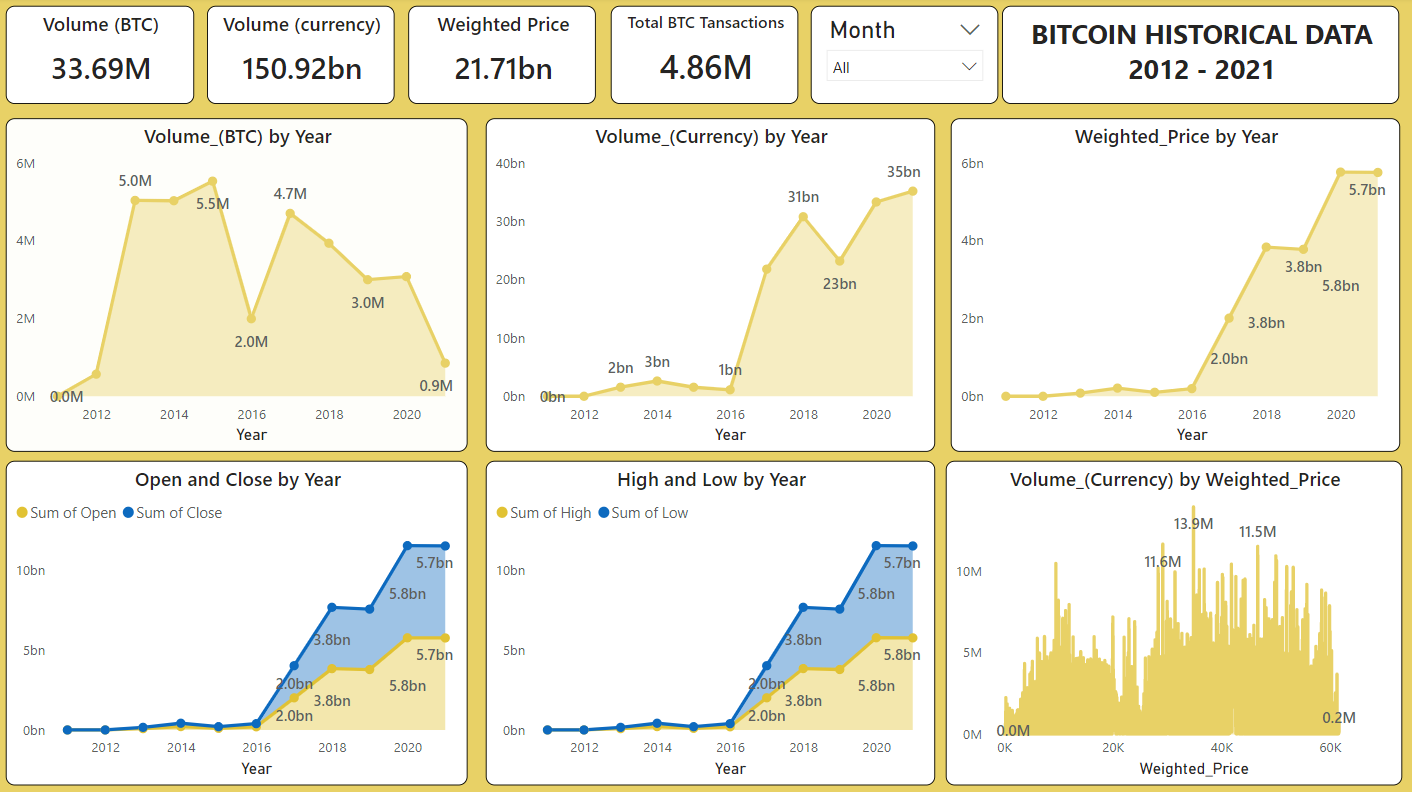 Volume (BTC)
33.69M
Volume (currency)
150.92bn
Weighted Price
21.71bn
Total BTC Tansactions
4.86M
Month
All
BITCOIN HISTORICAL DATA
2012 - 2021
Volume_(BTC) by Year
6M
4M
2M
0M
5.0M
5.5M
4.7M
2.0M
3.0M
0.9M
0.0M
2012 2014 2016 2018 2020
Year
Volume_(Currency) by Year
40bn
30bn
20bn
10bn
0bn
35bn
31bn
23bn
2bn
3bn
1bn
0bn
2012 2014 2016 2018 2020
Year
Weighted_Price by Year
6bn
4bn
2bn
0bn
5.7bn
3.8bn
5.8bn
3.8bn
2.0bn
2012 2014 2016 2018 2020
Year
Open and Close by Year
Sum of Open Sum of Close
10bn
5bn
0bn
5.7bn
5.8bn
3.8bn
5.7bn
2.0bn
5.8bn
3.8bn
2.0bn
2012 2014 2016 2018 2020
Year
High and Low by Year
Sum of High Sum of Low
10bn
5bn
0bn
5.7bn
5.8bn
3.8bn
5.8bn
2.0bn
5.8bn
3.8bn
2.0bn
2012 2014 2016 2018 2020
Year
Volume_(Currency) by Weighted_Price
10M
5M
0M
13.9M
11.5M
11.6M
0.2M
0.0M
0K 20K 40K 60K
Weighted_Price